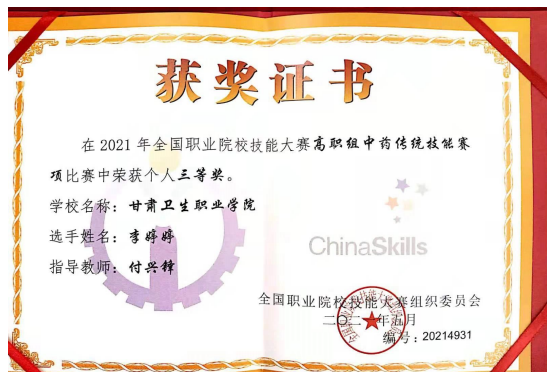 获奖证书
在 2021 年全国职业院校技能大赛高职组中药传统技能赛
项比赛中荣获个人三等奖。
学校名称：甘肃卫生职业学院
选手姓名：李婷婷
指导教师：付兴锋
ChinaSkills
全国职业院校技能大赛组织委员会
二〇二一年五月
编号：20214931